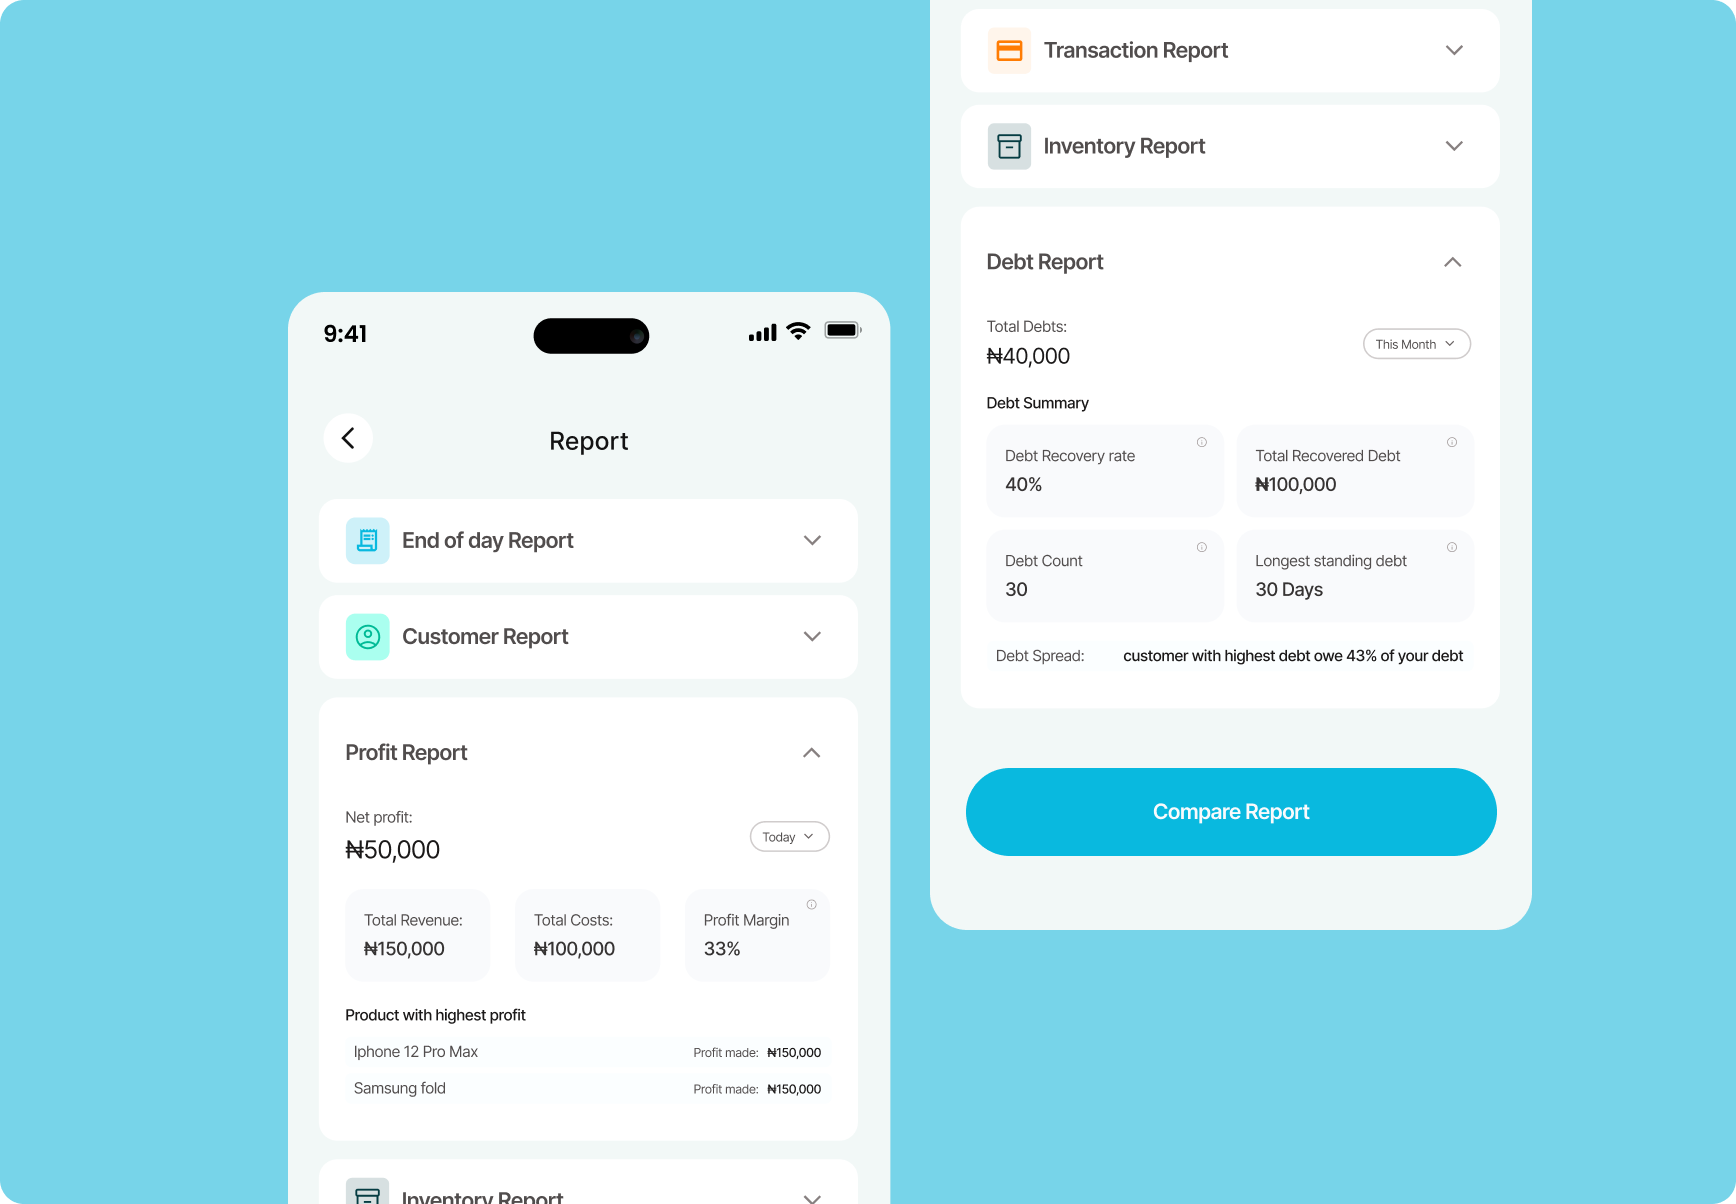 9:41
Report
End of day Report
Customer Report
Profit Report
Net profit:
₦50,000
Today
Total Revenue:
₦150,000
Total Costs:
₦100,000
Profit Margin
33%
Product with highest profit
Iphone 12 Pro Max Profit made: ₦150,000
Samsung fold Profit made: ₦150,000
Inventory Report
Transaction Report
Inventory Report
Debt Report
Total Debts:
₦40,000
This Month
Debt Summary
Debt Recovery rate
40%
Total Recovered Debt
₦100,000
Debt Count
30
Longest standing debt
30 Days
Debt Spread: customer with highest debt owe 43% of your debt
Compare Report